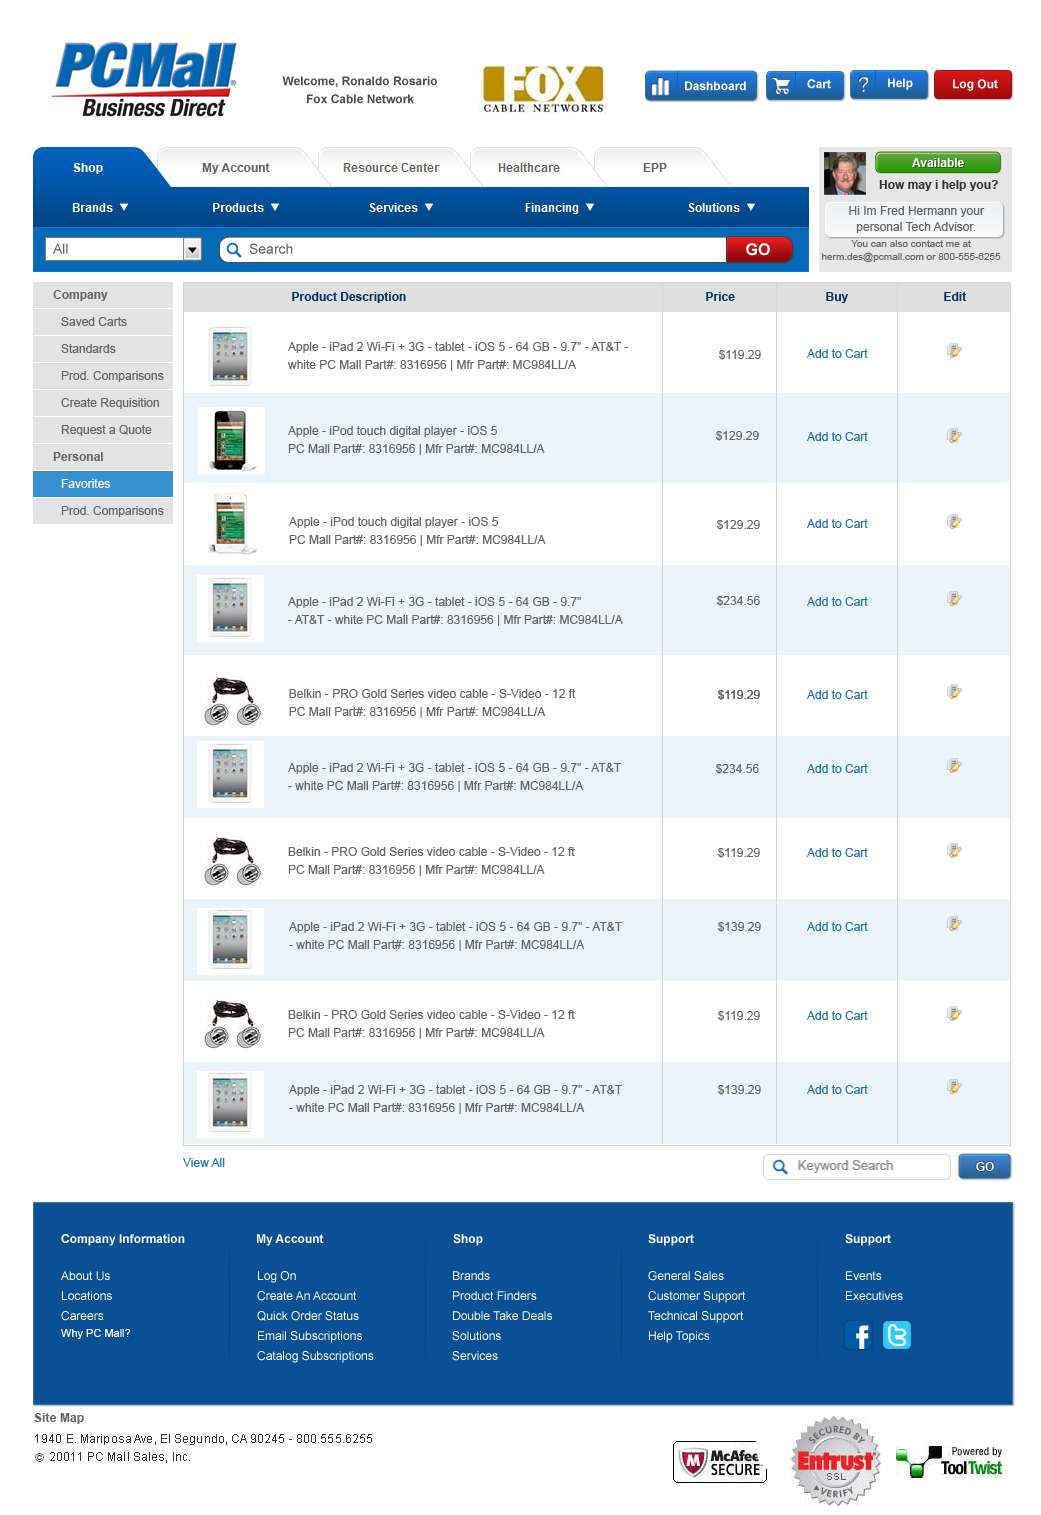 PCMall
Business Direct
Welcome, Ronaldo Rosario
Fox Cable Network
FOX
CABLE NETWORKS
Dashboard
Cart
? Help
Log Out
Shop
My Account
Resource Center
Healthcare
EPP
Available
How may i help you?
Hi Im Fred Hermann your
personal Tech Advisor.
You can also contact me at
herm.des@pcmall.com or 800-555-6255
Brands
Products
Services
Financing
Solutions
All
Search
GO
Company
Saved Carts
Standards
Prod. Comparisons
Create Requisition
Request a Quote
Personal
Favorites
Prod. Comparisons
Product Description
Price
Buy
Edit
Apple - iPad 2 Wi-Fi + 3G - tablet - iOS 5 - 64 GB - 9.7" - AT&T -
white PC Mall Part#: 8316956 | Mfr Part#: MC984LL/A
$119.29
Add to Cart
Apple - iPod touch digital player - iOS 5
PC Mall Part#: 8316956 | Mfr Part#: MC984LL/A
$129.29
Add to Cart
Apple - iPod touch digital player - iOS 5
PC Mall Part#: 8316956 | Mfr Part#: MC984LL/A
$129.29
Add to Cart
Apple - iPad 2 Wi-Fi + 3G - tablet - iOS 5 - 64 GB - 9.7"
- AT&T - white PC Mall Part#: 8316956 | Mfr Part#: MC984LL/A
$234.56
Add to Cart
Belkin - PRO Gold Series video cable - S-Video - 12 ft
PC Mall Part#: 8316956 | Mfr Part#: MC984LL/A
$119.29
Add to Cart
Apple - iPad 2 Wi-Fi + 3G - tablet - iOS 5 - 64 GB - 9.7" - AT&T
- white PC Mall Part#: 8316956 | Mfr Part#: MC984LL/A
$234.56
Add to Cart
Belkin - PRO Gold Series video cable - S-Video - 12 ft
PC Mall Part#: 8316956 | Mfr Part#: MC984LL/A
$119.29
Add to Cart
Apple - iPad 2 Wi-Fi + 3G - tablet - iOS 5 - 64 GB - 9.7" - AT&T
- white PC Mall Part#: 8316956 | Mfr Part#: MC984LL/A
$139.29
Add to Cart
Belkin - PRO Gold Series video cable - S-Video - 12 ft
PC Mall Part#: 8316956 | Mfr Part#: MC984LL/A
$119.29
Add to Cart
Apple - iPad 2 Wi-Fi + 3G - tablet - iOS 5 - 64 GB - 9.7" - AT&T
- white PC Mall Part#: 8316956 | Mfr Part#: MC984LL/A
$139.29
Add to Cart
View All
Keyword Search
GO
Company Information
About Us
Locations
Careers
Why PC Mall?
My Account
Log On
Create An Account
Quick Order Status
Email Subscriptions
Catalog Subscriptions
Shop
Brands
Product Finders
Double Take Deals
Solutions
Services
Support
General Sales
Customer Support
Technical Support
Help Topics
Support
Events
Executives
Site Map
1940 E. Mariposa Ave, El Segundo, CA 90245 - 800.555.6255
© 20011 PC Mall Sales, Inc.
McAfee
SECURE
SECURED BY
Entrust
SSL
VERIFY
Powered by
ToolTwist